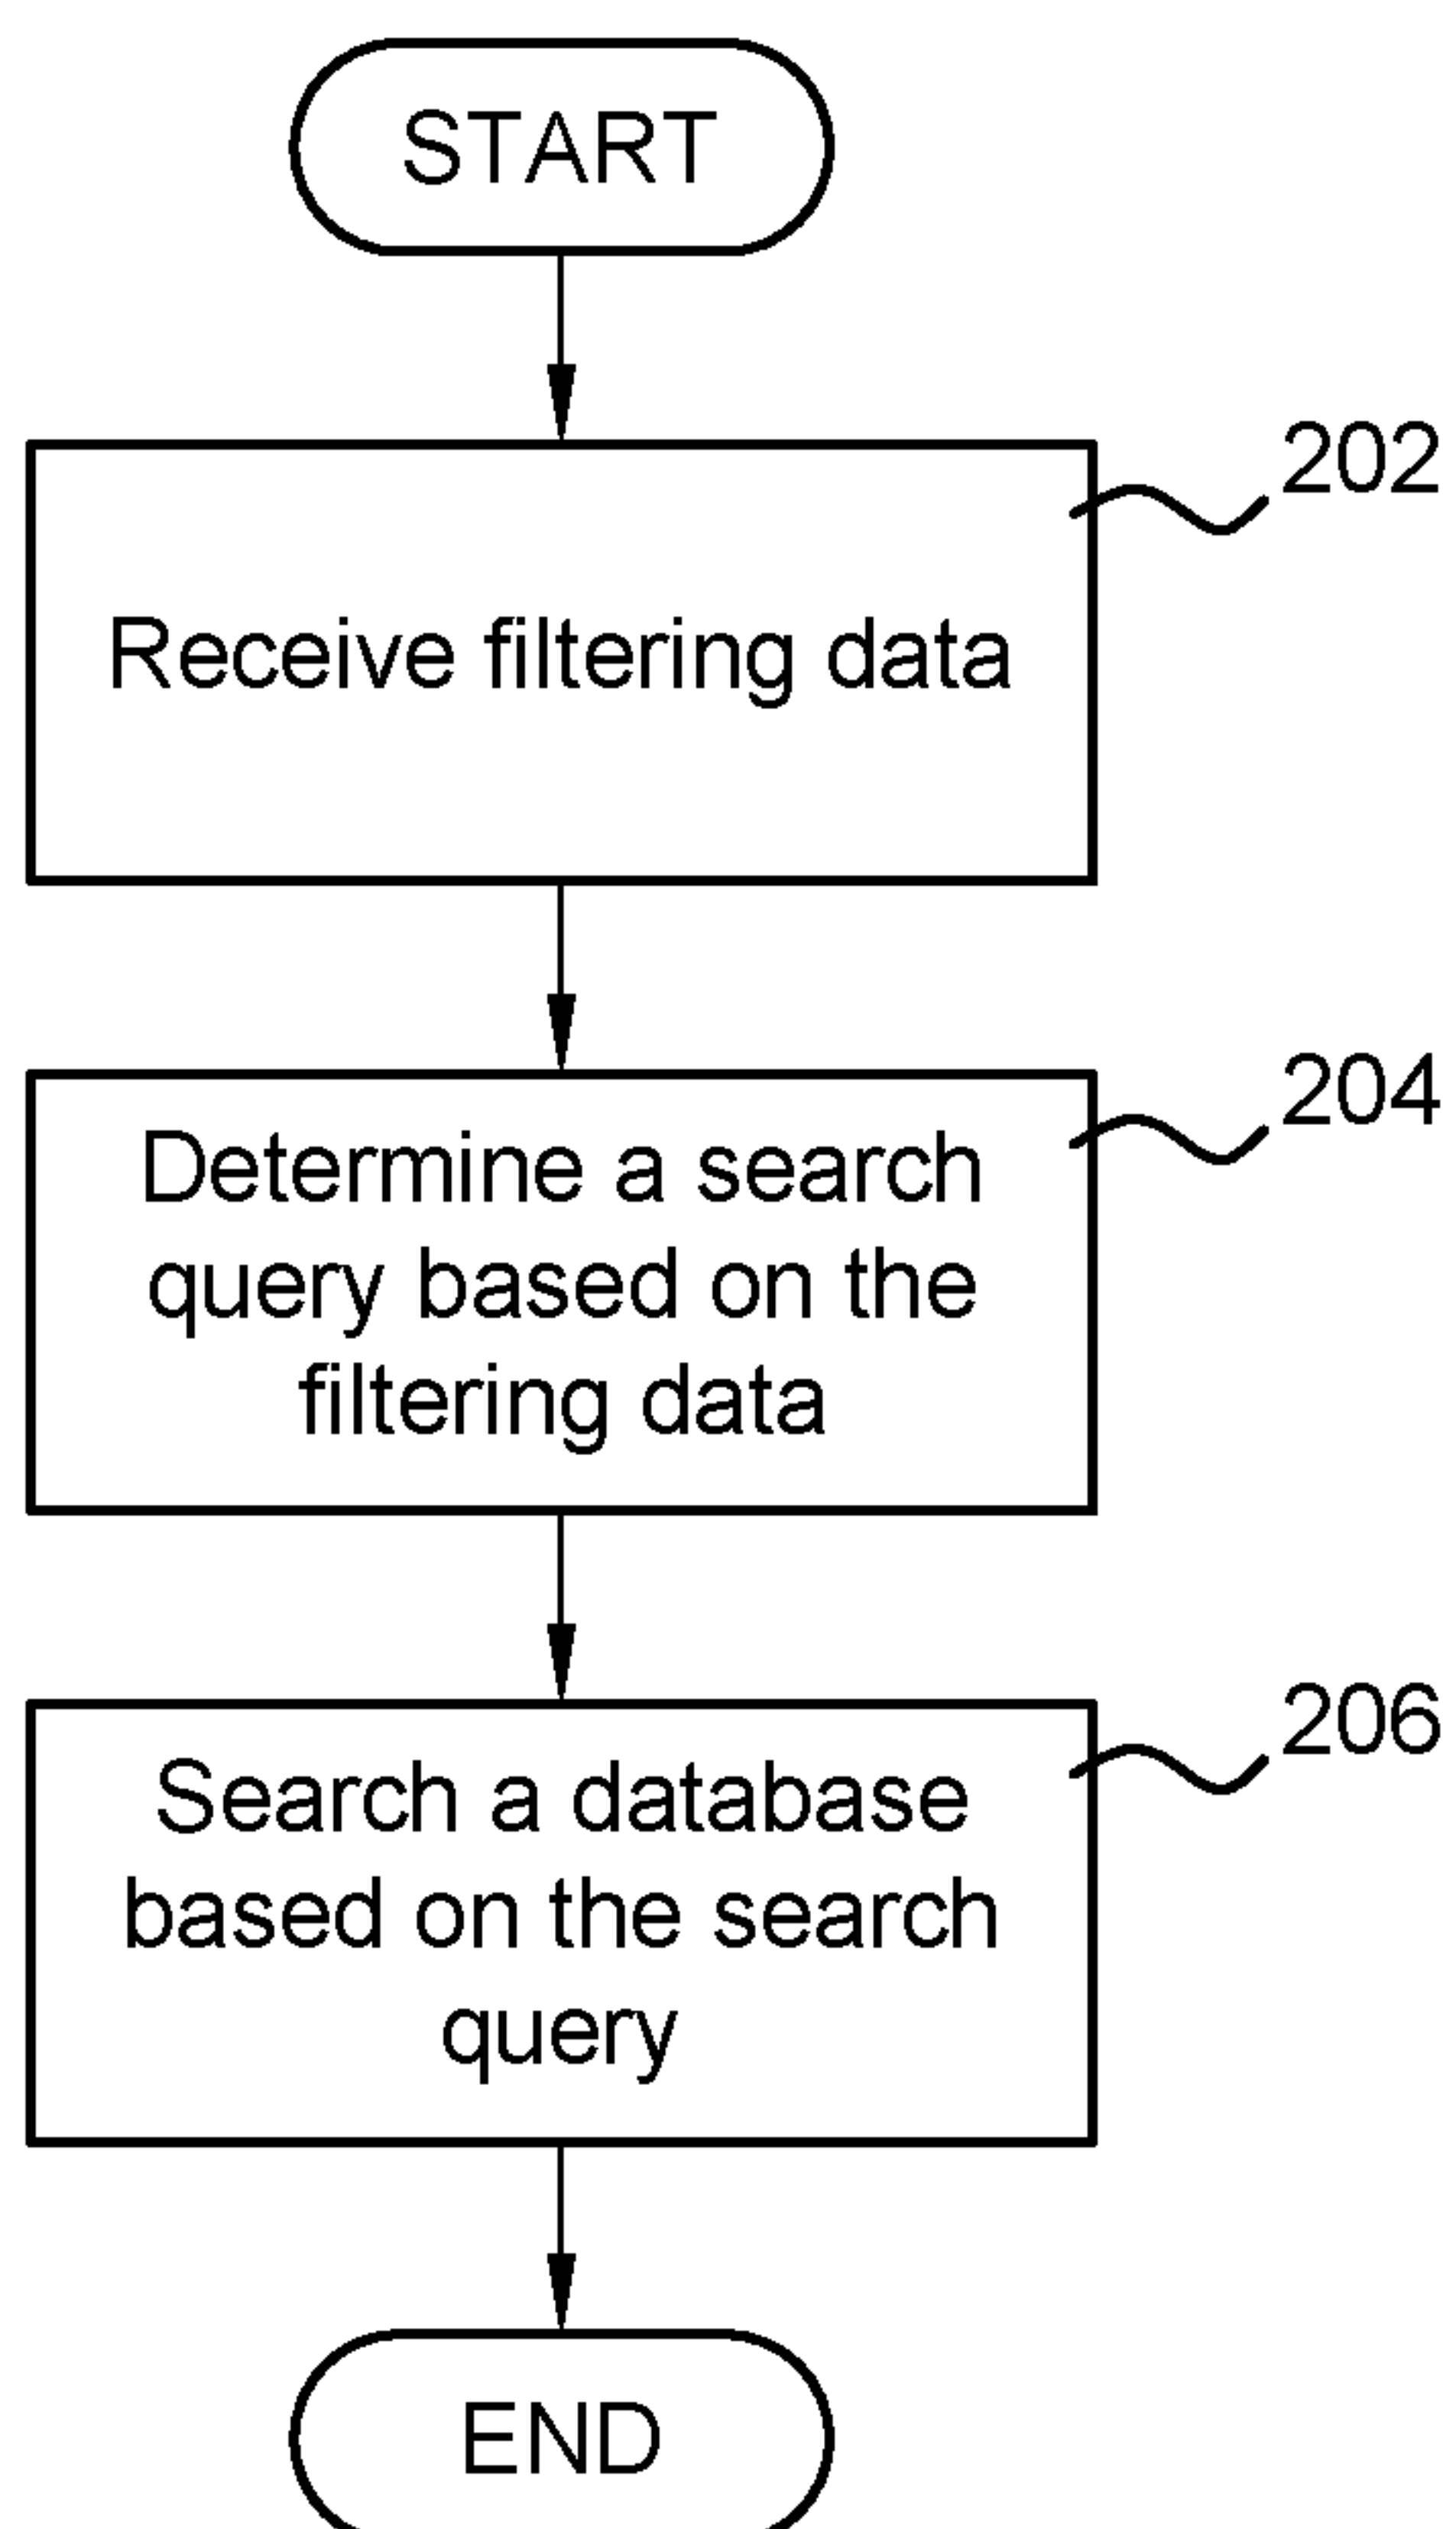 START
202
Receive filtering data
204
Determine a search
query based on the
filtering data
206
Search a database
based on the search
query
END